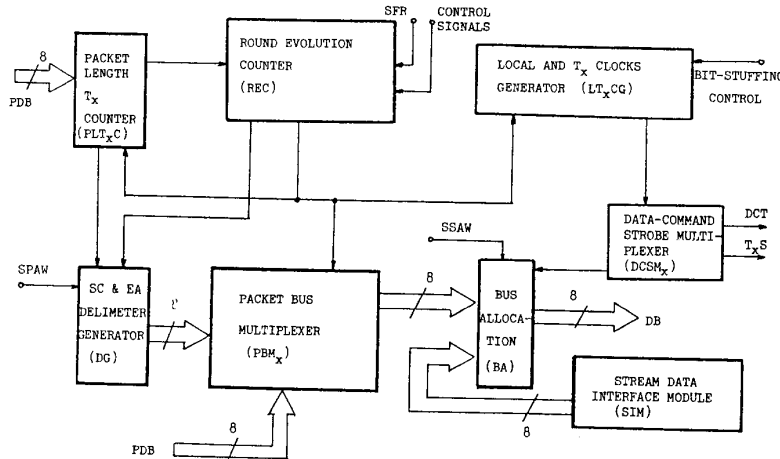 SFR
CONTROL
SIGNALS
8
PDB
PACKET
LENGTH
Tx
COUNTER
(PLTxC)
ROUND EVOLUTION
COUNTER
(REC)
LOCAL AND Tx CLOCKS
GENERATOR (LTxCG)
BIT-STUFFING
CONTROL
DATA-COMMAND
STROBE MULTI-
PLEXER
(DCSMx)
DCT
TxS
SSAW
SPAW
SC & EA
DELIMETER
GENERATOR
(DG)
PACKET BUS
MULTIPLEXER
(PBMx)
8
BUS
ALLOCA-
TION
(BA)
8
DB
STREAM DATA
INTERFACE MODULE
(SIM)
8
8
PDB